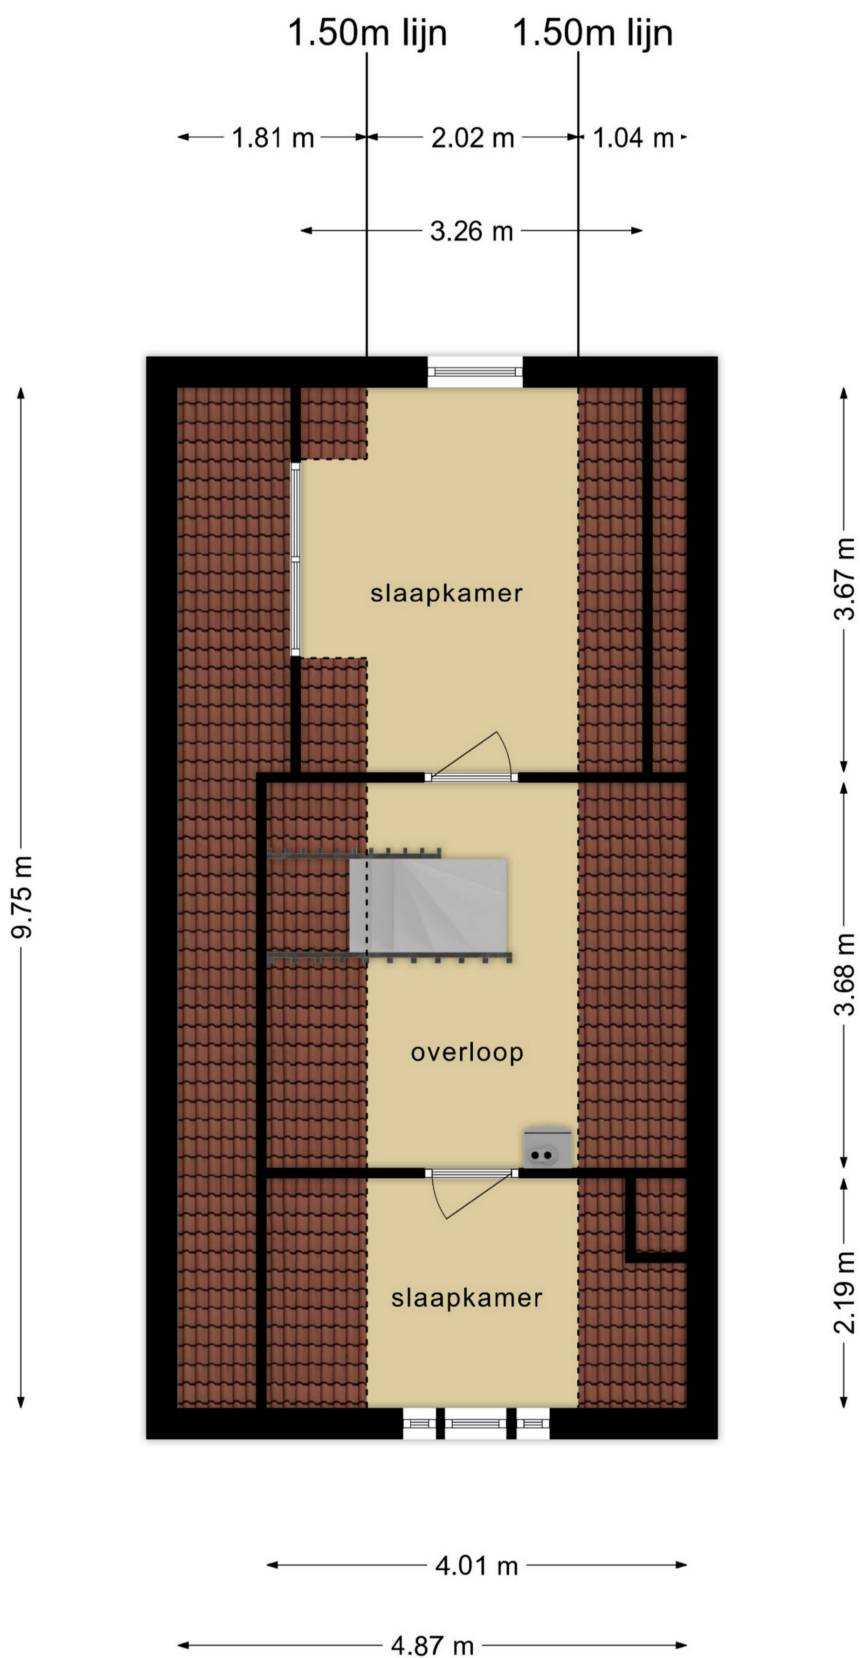 1.50m lijn 1.50m lijn
1.81 m 2.02 m 1.04 m
3.26 m
slaapkamer
3.67 m
9.75 m
3.68 m
overloop
slaapkamer
2.19 m
4.01 m
4.87 m